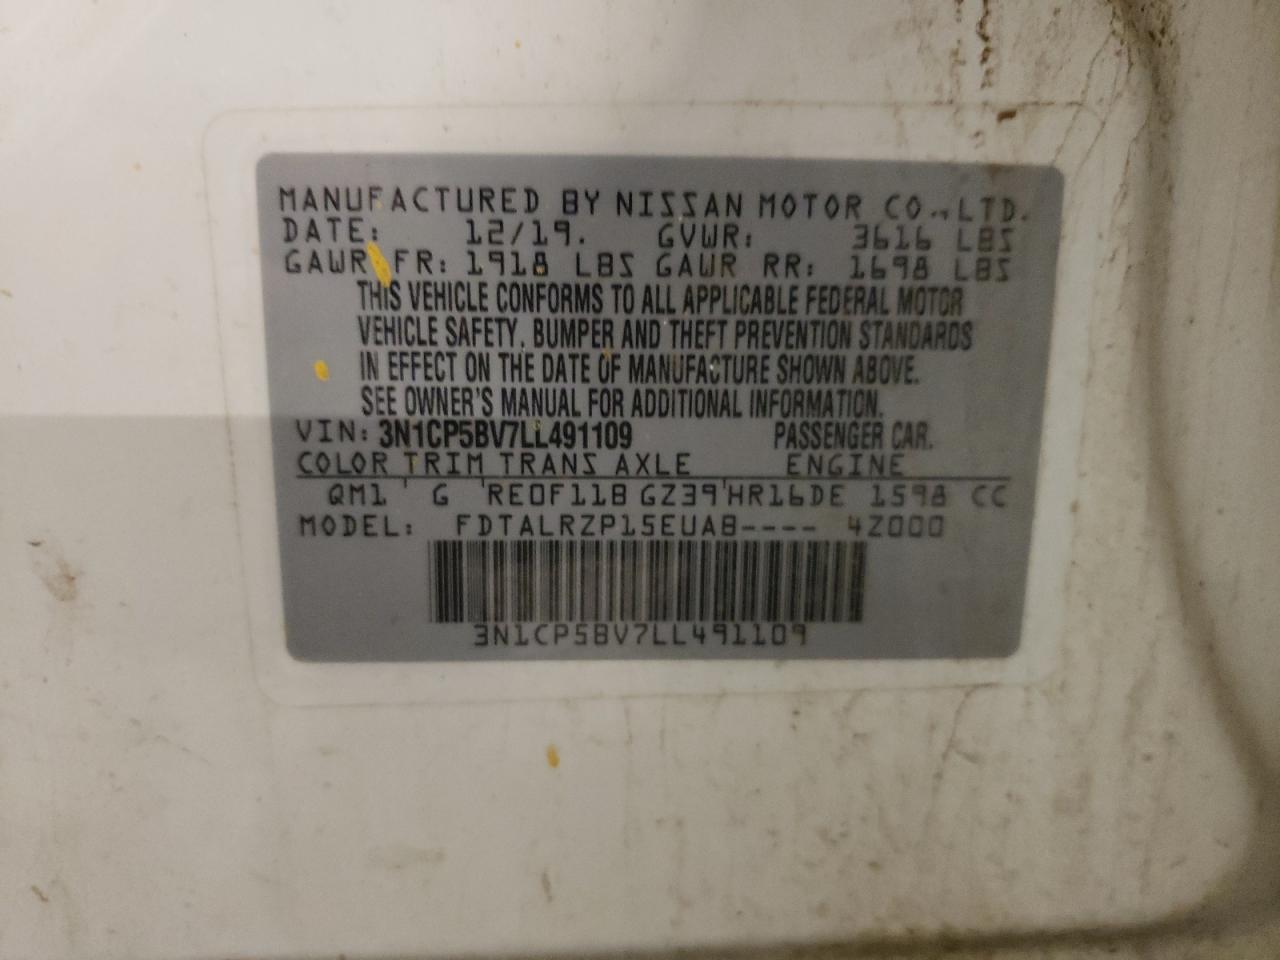 MANUFACTURED BY NISSAN MOTOR CO., LTD.
DATE: 12/19. GVWR: 3616 LBS
GAWR FR: 1918 LBS GAWR RR: 1698 LBS
THIS VEHICLE CONFORMS TO ALL APPLICABLE FEDERAL MOTOR
VEHICLE SAFETY, BUMPER AND THEFT PREVENTION STANDARDS
IN EFFECT ON THE DATE OF MANUFACTURE SHOWN ABOVE.
SEE OWNER'S MANUAL FOR ADDITIONAL INFORMATION.
VIN: 3N1CP5BV7LL491109 PASSENGER CAR.
COLOR TRIM TRANS AXLE ENGINE
QM1 ' G 'RE0F11B GZ39'HR16DE 1598 CC
MODEL: FDTALRZP15EUAB---- 4Z000
3N1CP5BV7LL491109